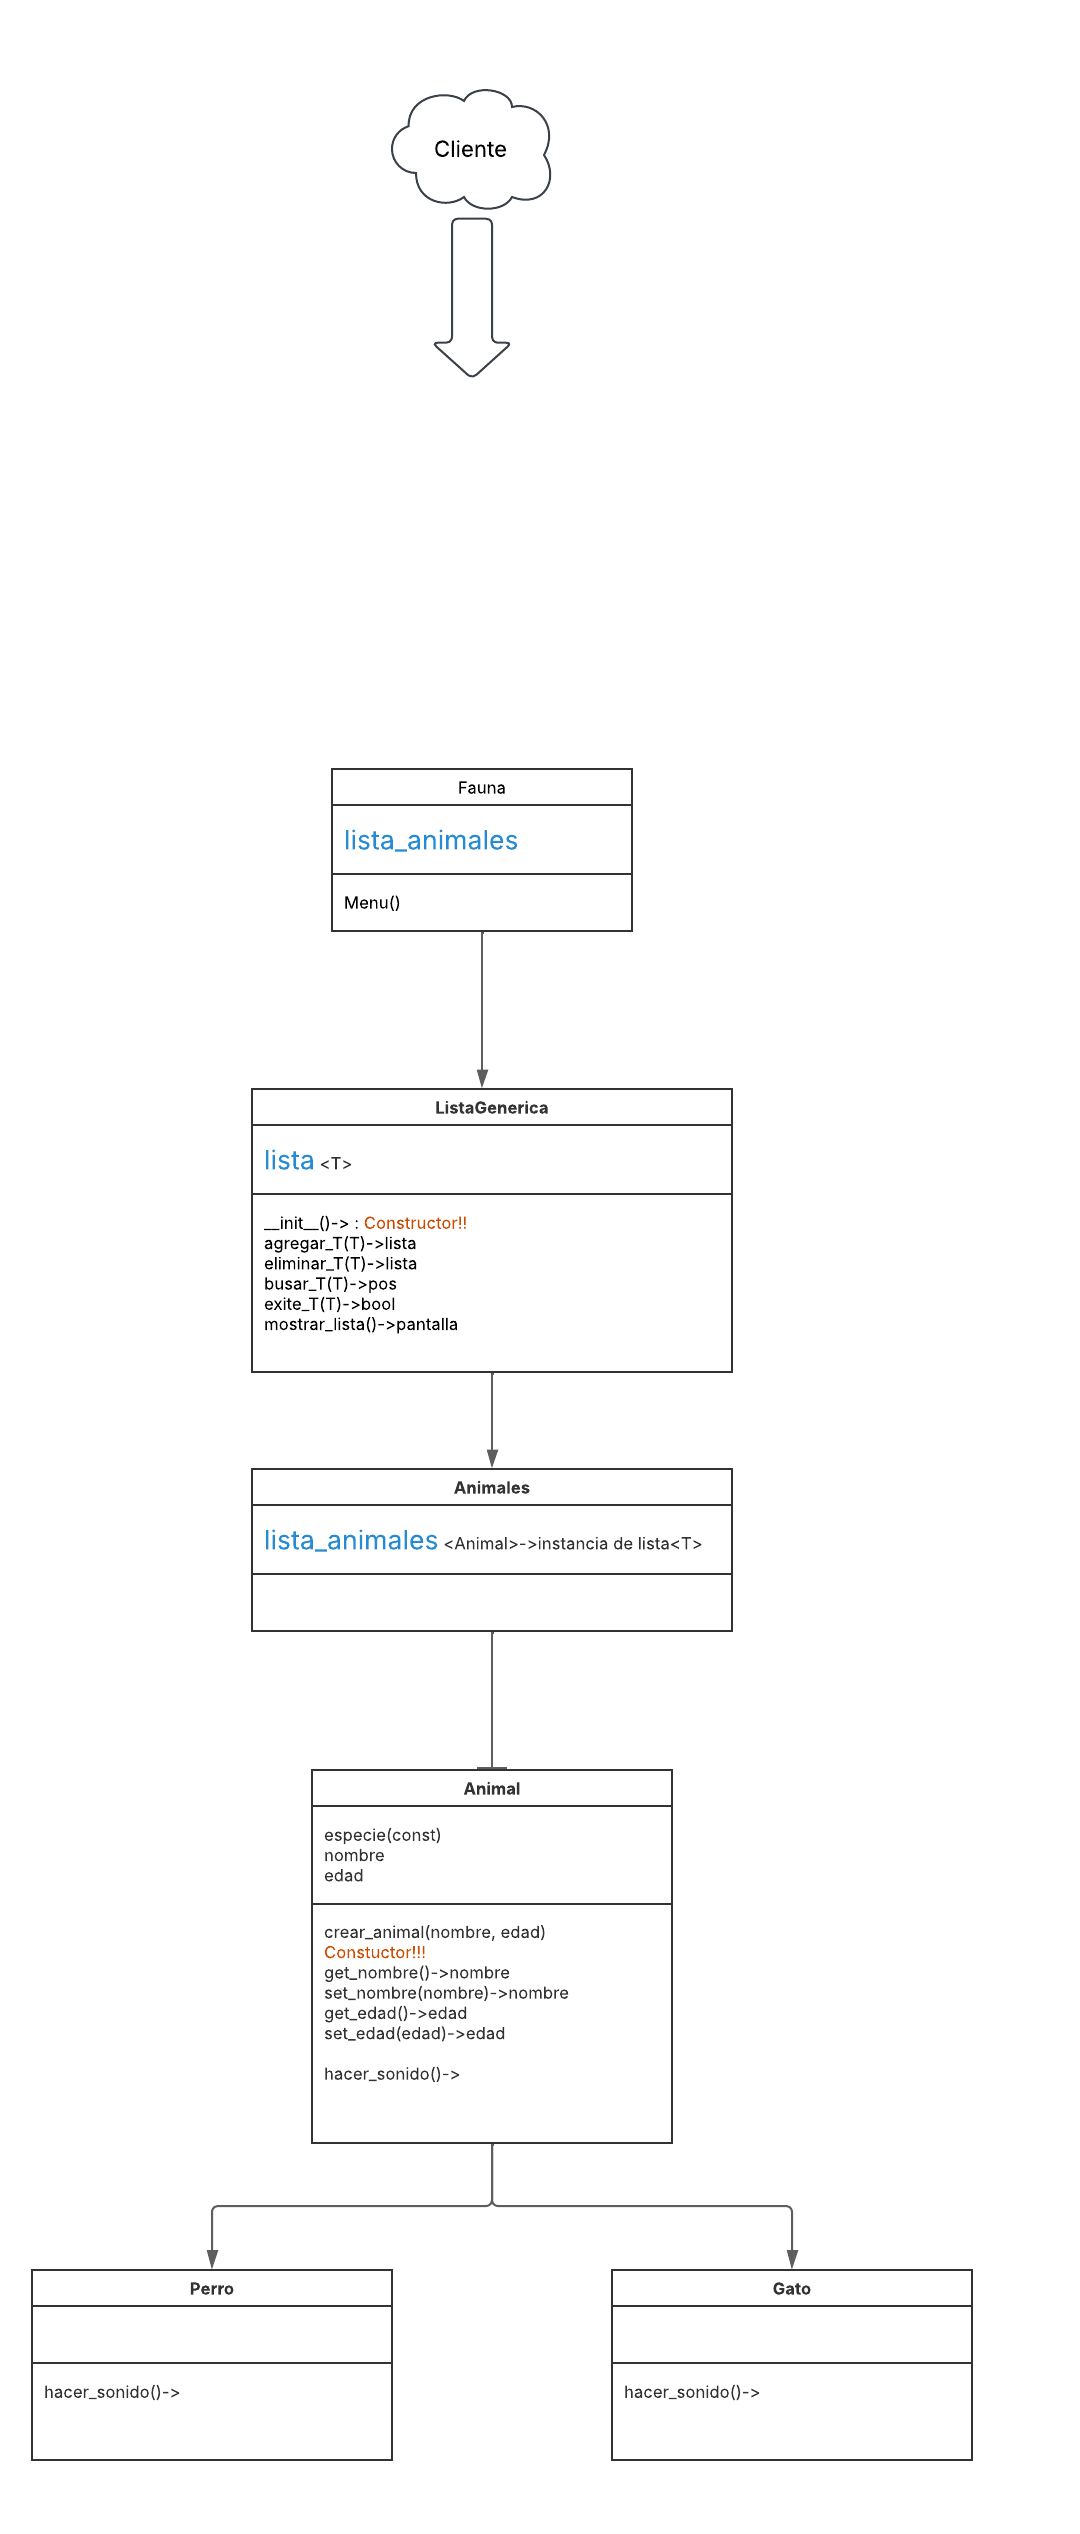 Cliente
Fauna
lista_animales
Menu()
ListaGenerica
lista <T>
__init__()-> : Constructor!!
agregar_T(T)->lista
eliminar_T(T)->lista
busar_T(T)->pos
exite_T(T)->bool
mostrar_lista()->pantalla
Animales
lista_animales <Animal>->instancia de lista<T>
Animal
especie(const)
nombre
edad
crear_animal(nombre, edad)
Constuctor!!!
get_nombre()->nombre
set_nombre(nombre)->nombre
get_edad()->edad
set_edad(edad)->edad
hacer_sonido()->
Perro
hacer_sonido()->
Gato
hacer_sonido()->